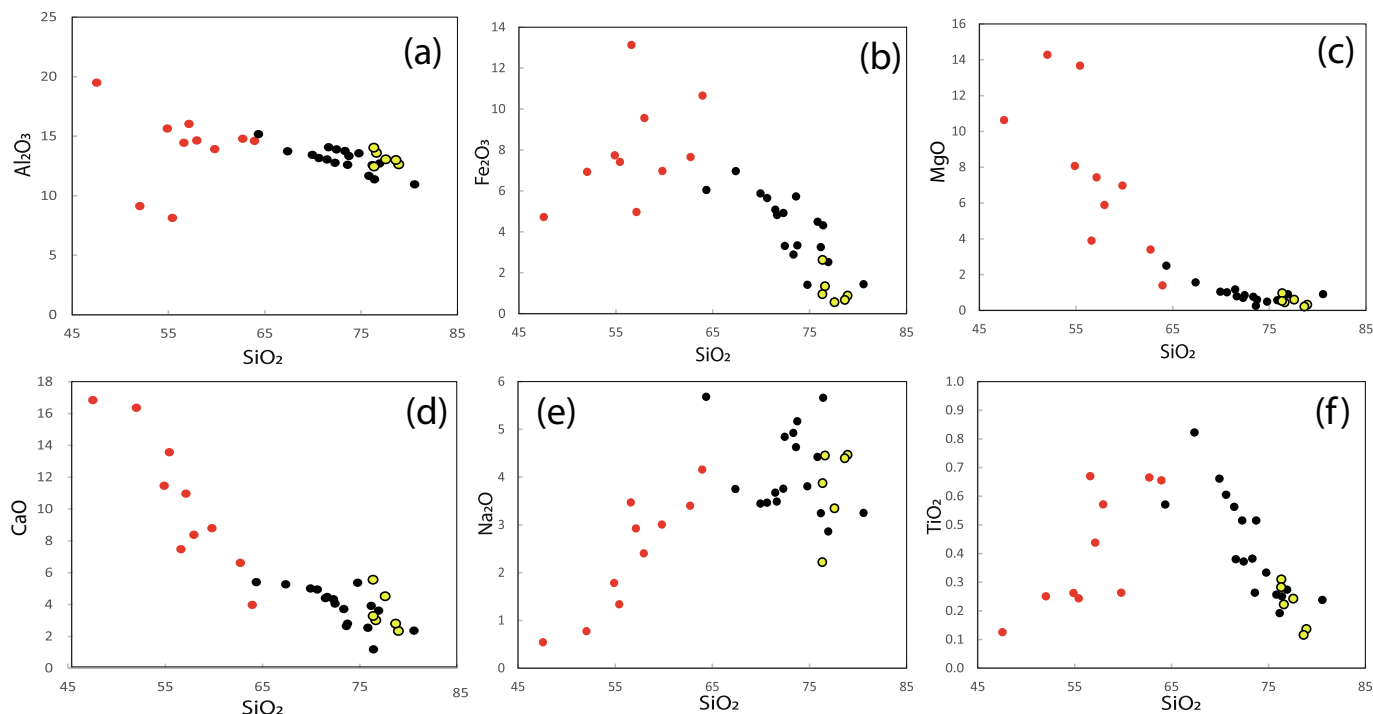 (a)
25
20
15
10
5
0
Al₂O₃
45 55 65 75 85
SiO₂
(b)
14
12
10
8
6
4
2
0
Fe₂O₃
45 55 65 75 85
SiO₂
(c)
16
14
12
10
8
6
4
2
0
MgO
45 55 65 75 85
SiO₂
(d)
18
16
14
12
10
8
6
4
2
0
CaO
45 55 65 75 85
SiO₂
(e)
6
5
4
3
2
1
0
Na₂O
45 55 65 75 85
SiO₂
(f)
1.0
0.9
0.8
0.7
0.6
0.5
0.4
0.3
0.2
0.1
0.0
TiO₂
45 55 65 75 85
SiO₂